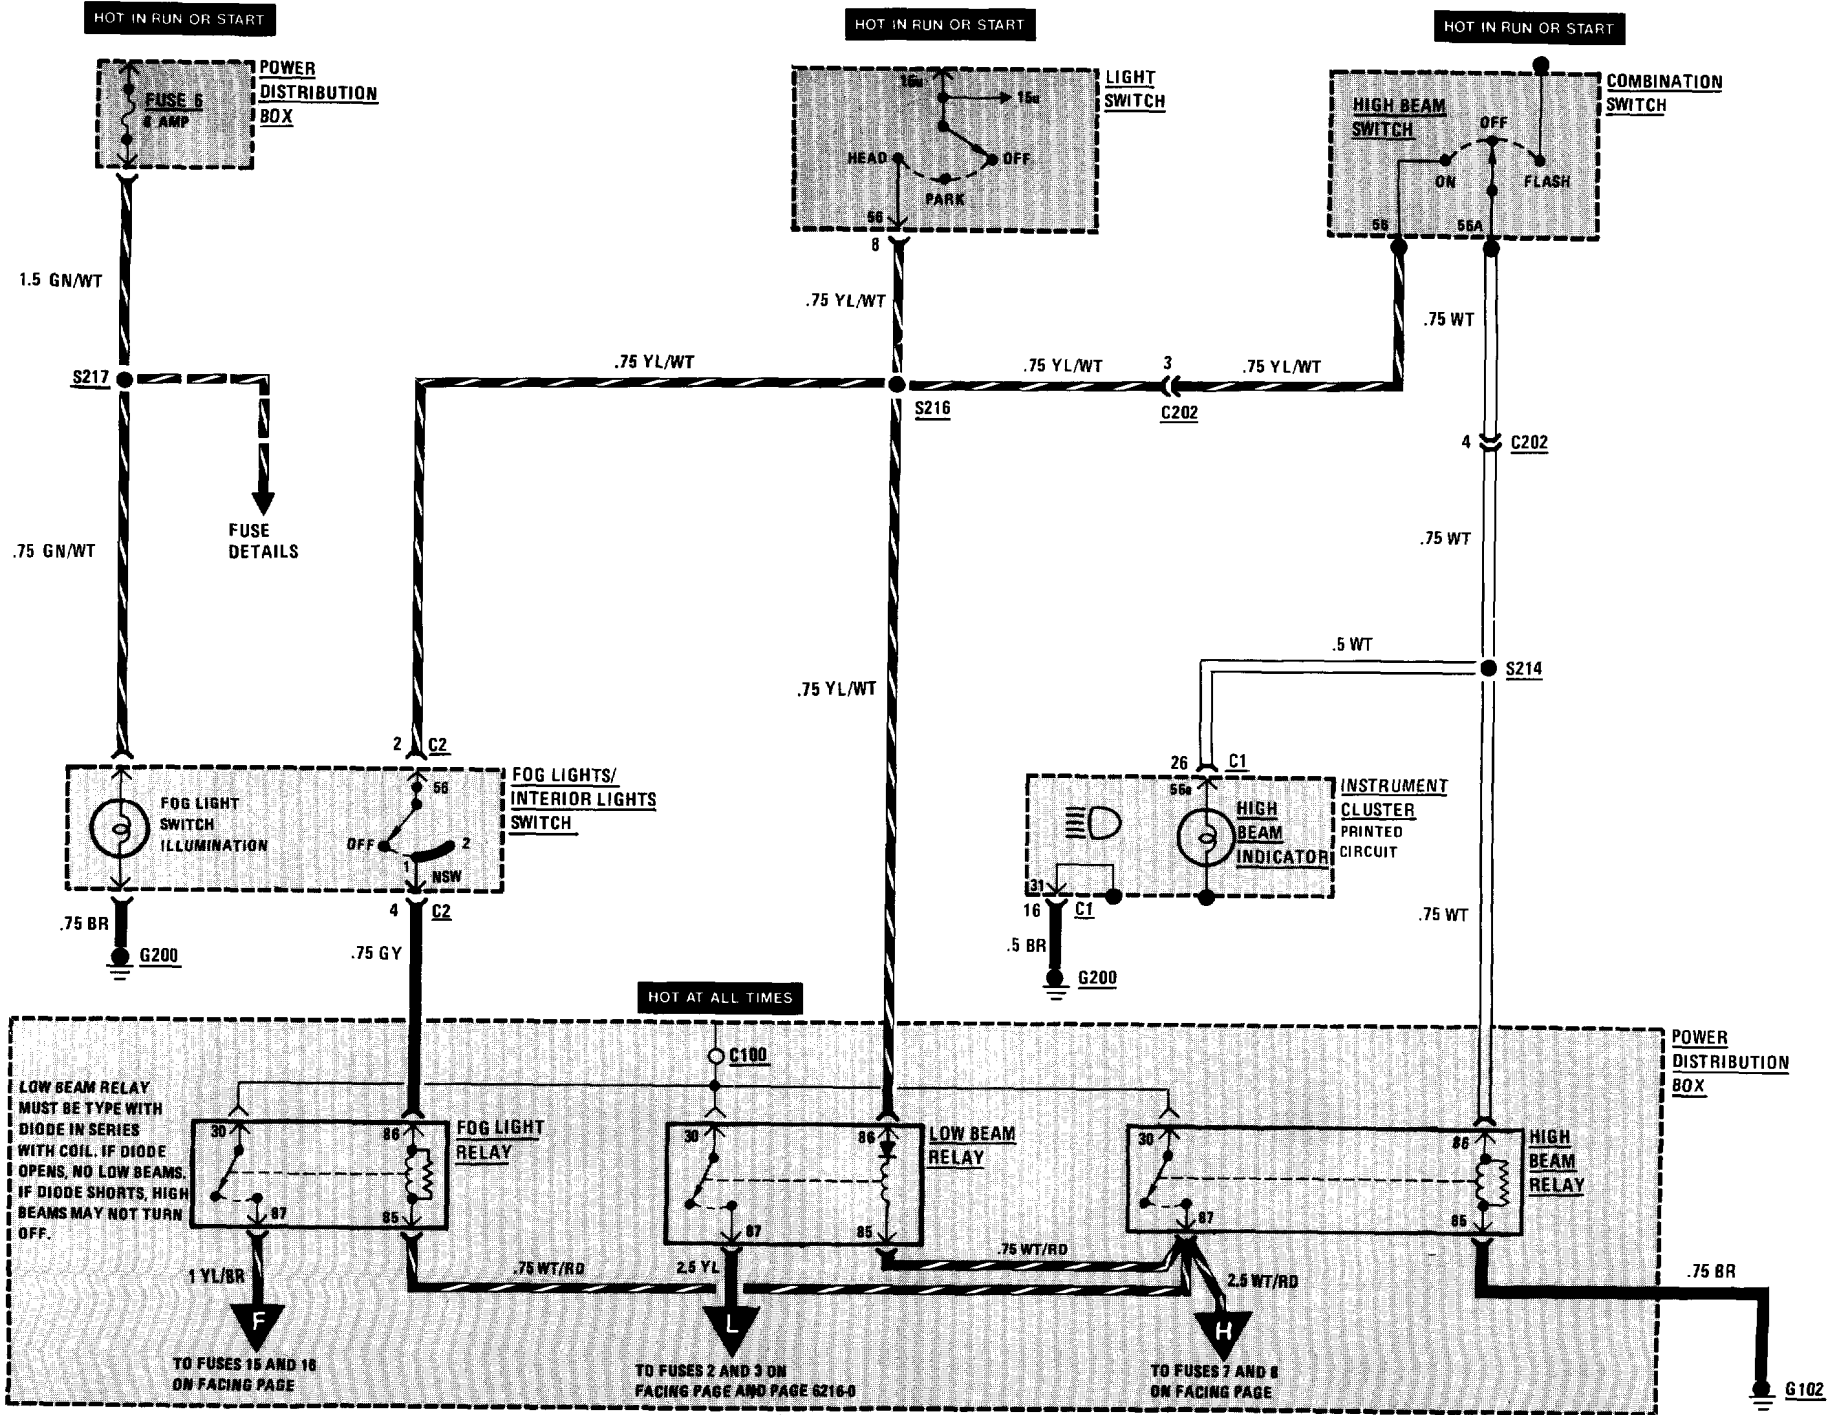 HOT IN RUN OR START
HOT IN RUN OR START
HOT IN RUN OR START
POWER
DISTRIBUTION
BOX
FUSE 6
8 AMP
LIGHT
SWITCH
15u
HEAD
OFF
PARK
56
8
COMBINATION
SWITCH
HIGH BEAM
SWITCH
OFF
ON
FLASH
56
56A
1.5 GN/WT
.75 YL/WT
.75 WT
S217
.75 YL/WT
.75 YL/WT
3
.75 YL/WT
S216
C202
4
C202
FUSE
DETAILS
.75 GN/WT
.75 WT
.5 WT
S214
.75 YL/WT
2
C2
FOG LIGHTS/
INTERIOR LIGHTS
SWITCH
FOG LIGHT
SWITCH
ILLUMINATION
56
OFF
2
1
NSW
26
C1
56a
INSTRUMENT
CLUSTER
PRINTED
CIRCUIT
HIGH
BEAM
INDICATOR
31
16
C1
.5 BR
G200
.75 WT
4
C2
.75 BR
G200
.75 GY
HOT AT ALL TIMES
C100
POWER
DISTRIBUTION
BOX
LOW BEAM RELAY
MUST BE TYPE WITH
DIODE IN SERIES
WITH COIL. IF DIODE
OPENS, NO LOW BEAMS.
IF DIODE SHORTS, HIGH
BEAMS MAY NOT TURN
OFF.
30
86
FOG LIGHT
RELAY
87
85
30
86
LOW BEAM
RELAY
87
85
30
86
HIGH
BEAM
RELAY
87
85
1 YL/BR
.75 WT/RD
2.5 YL
.75 WT/RD
2.5 WT/RD
.75 BR
F
L
H
TO FUSES 15 AND 16
ON FACING PAGE
TO FUSES 2 AND 3 ON
FACING PAGE AND PAGE 6216-0
TO FUSES 7 AND 8
ON FACING PAGE
G102